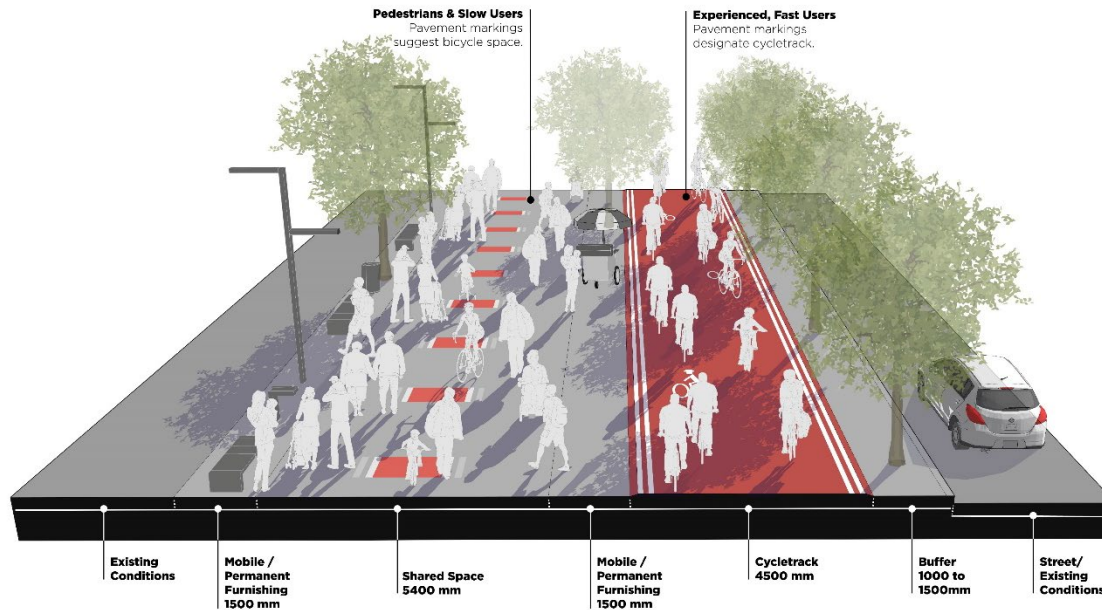 Pedestrians & Slow Users
Pavement markings
suggest bicycle space.
Experienced, Fast Users
Pavement markings
designate cycletrack.
Existing
Conditions
Mobile /
Permanent
Furnishing
1500 mm
Shared Space
5400 mm
Mobile /
Permanent
Furnishing
1500 mm
Cycletrack
4500 mm
Buffer
1000 to
1500mm
Street/
Existing
Conditions